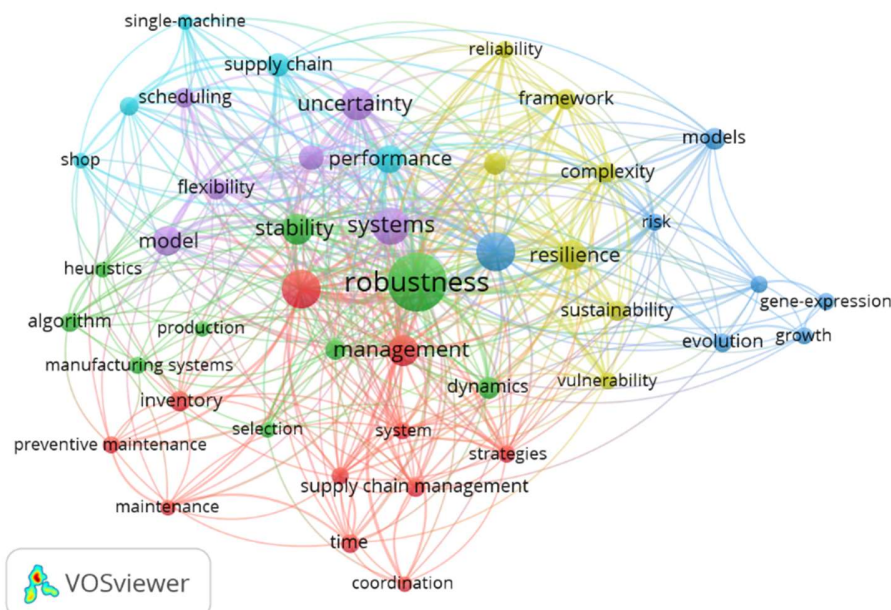 single-machine
reliability
supply chain
scheduling
uncertainty
framework
models
shop
performance
complexity
flexibility
risk
stability
systems
model
resilience
heuristics
robustness
gene-expression
sustainability
algorithm
production
growth
evolution
management
manufacturing systems
vulnerability
dynamics
inventory
selection
system
preventive maintenance
strategies
supply chain management
maintenance
time
coordination
VOSviewer